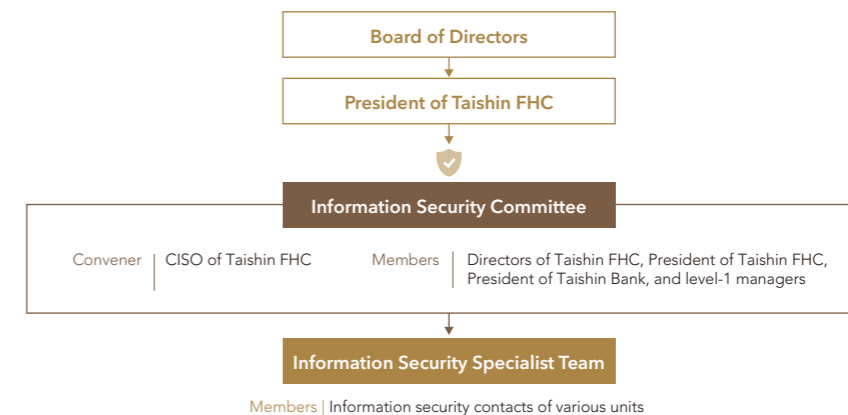 Board of Directors
President of Taishin FHC
Information Security Committee
Convener | CISO of Taishin FHC
Members | Directors of Taishin FHC, President of Taishin FHC,
President of Taishin Bank, and level-1 managers
Information Security Specialist Team
Members | Information security contacts of various units